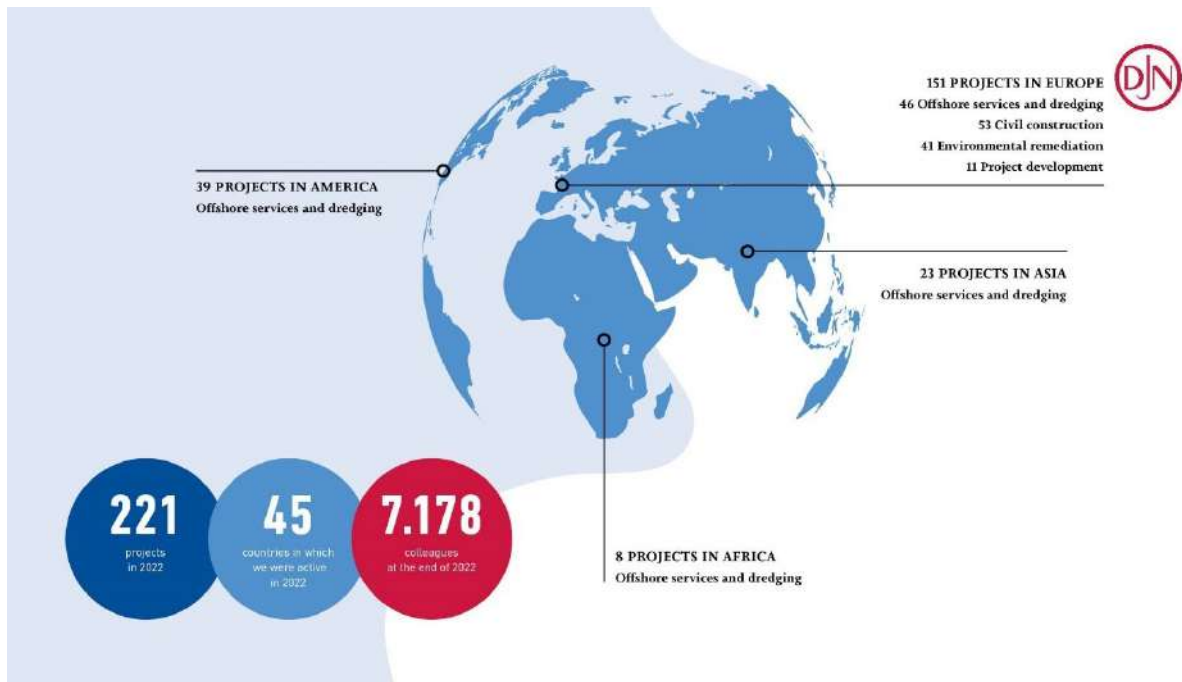 151 PROJECTS IN EUROPE
46 Offshore services and dredging
53 Civil construction
41 Environmental remediation
11 Project development
DJN
39 PROJECTS IN AMERICA
Offshore services and dredging
23 PROJECTS IN ASIA
Offshore services and dredging
221
projects
in 2022
45
countries in which
we were active
in 2022
7.178
colleagues
at the end of 2022
8 PROJECTS IN AFRICA
Offshore services and dredging